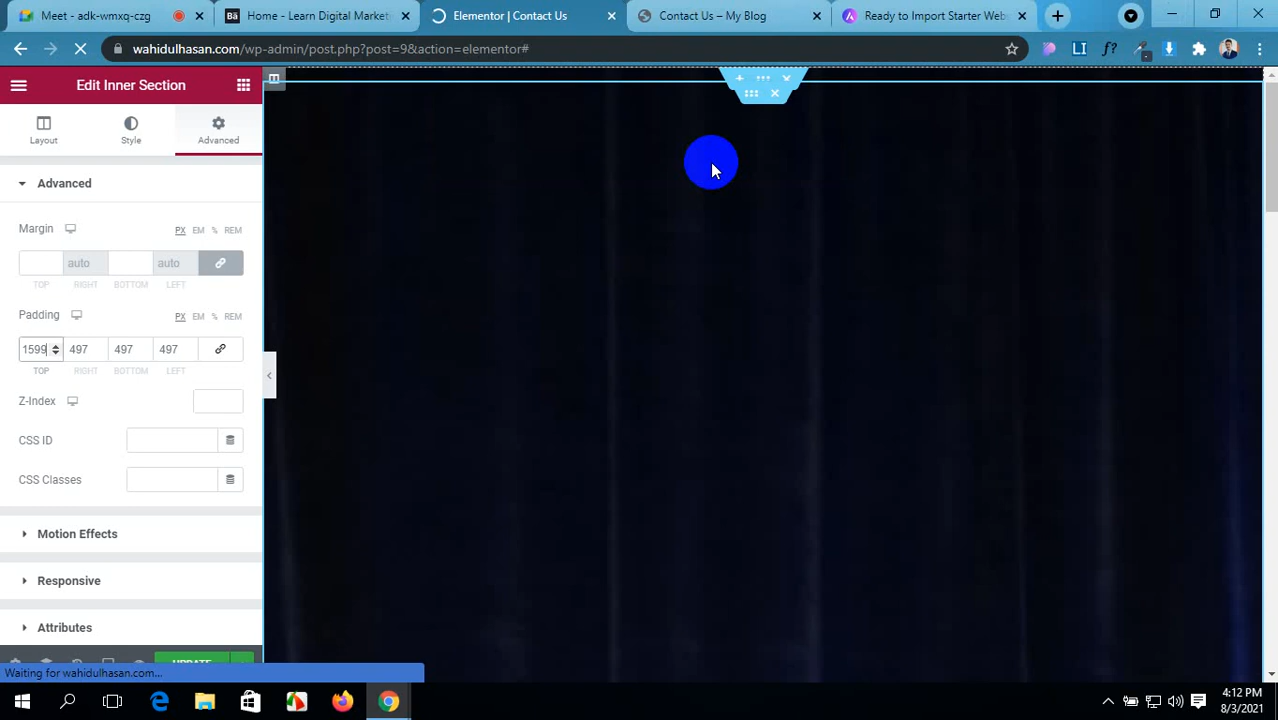 Meet - adk-wmxq-czg
Home - Learn Digital Market
Elementor | Contact Us
Contact Us – My Blog
Ready to Import Starter Web
wahidulhasan.com/wp-admin/post.php?post=9&action=elementor#
Edit Inner Section
Layout
Style
Advanced
Advanced
Margin
PX EM % REM
auto auto
TOP RIGHT BOTTOM LEFT
Padding
PX EM % REM
1599 497 497 497
TOP RIGHT BOTTOM LEFT
Z-Index
CSS ID
CSS Classes
Motion Effects
Responsive
Attributes
UPDATE
Waiting for wahidulhasan.com...
4:12 PM
8/3/2021